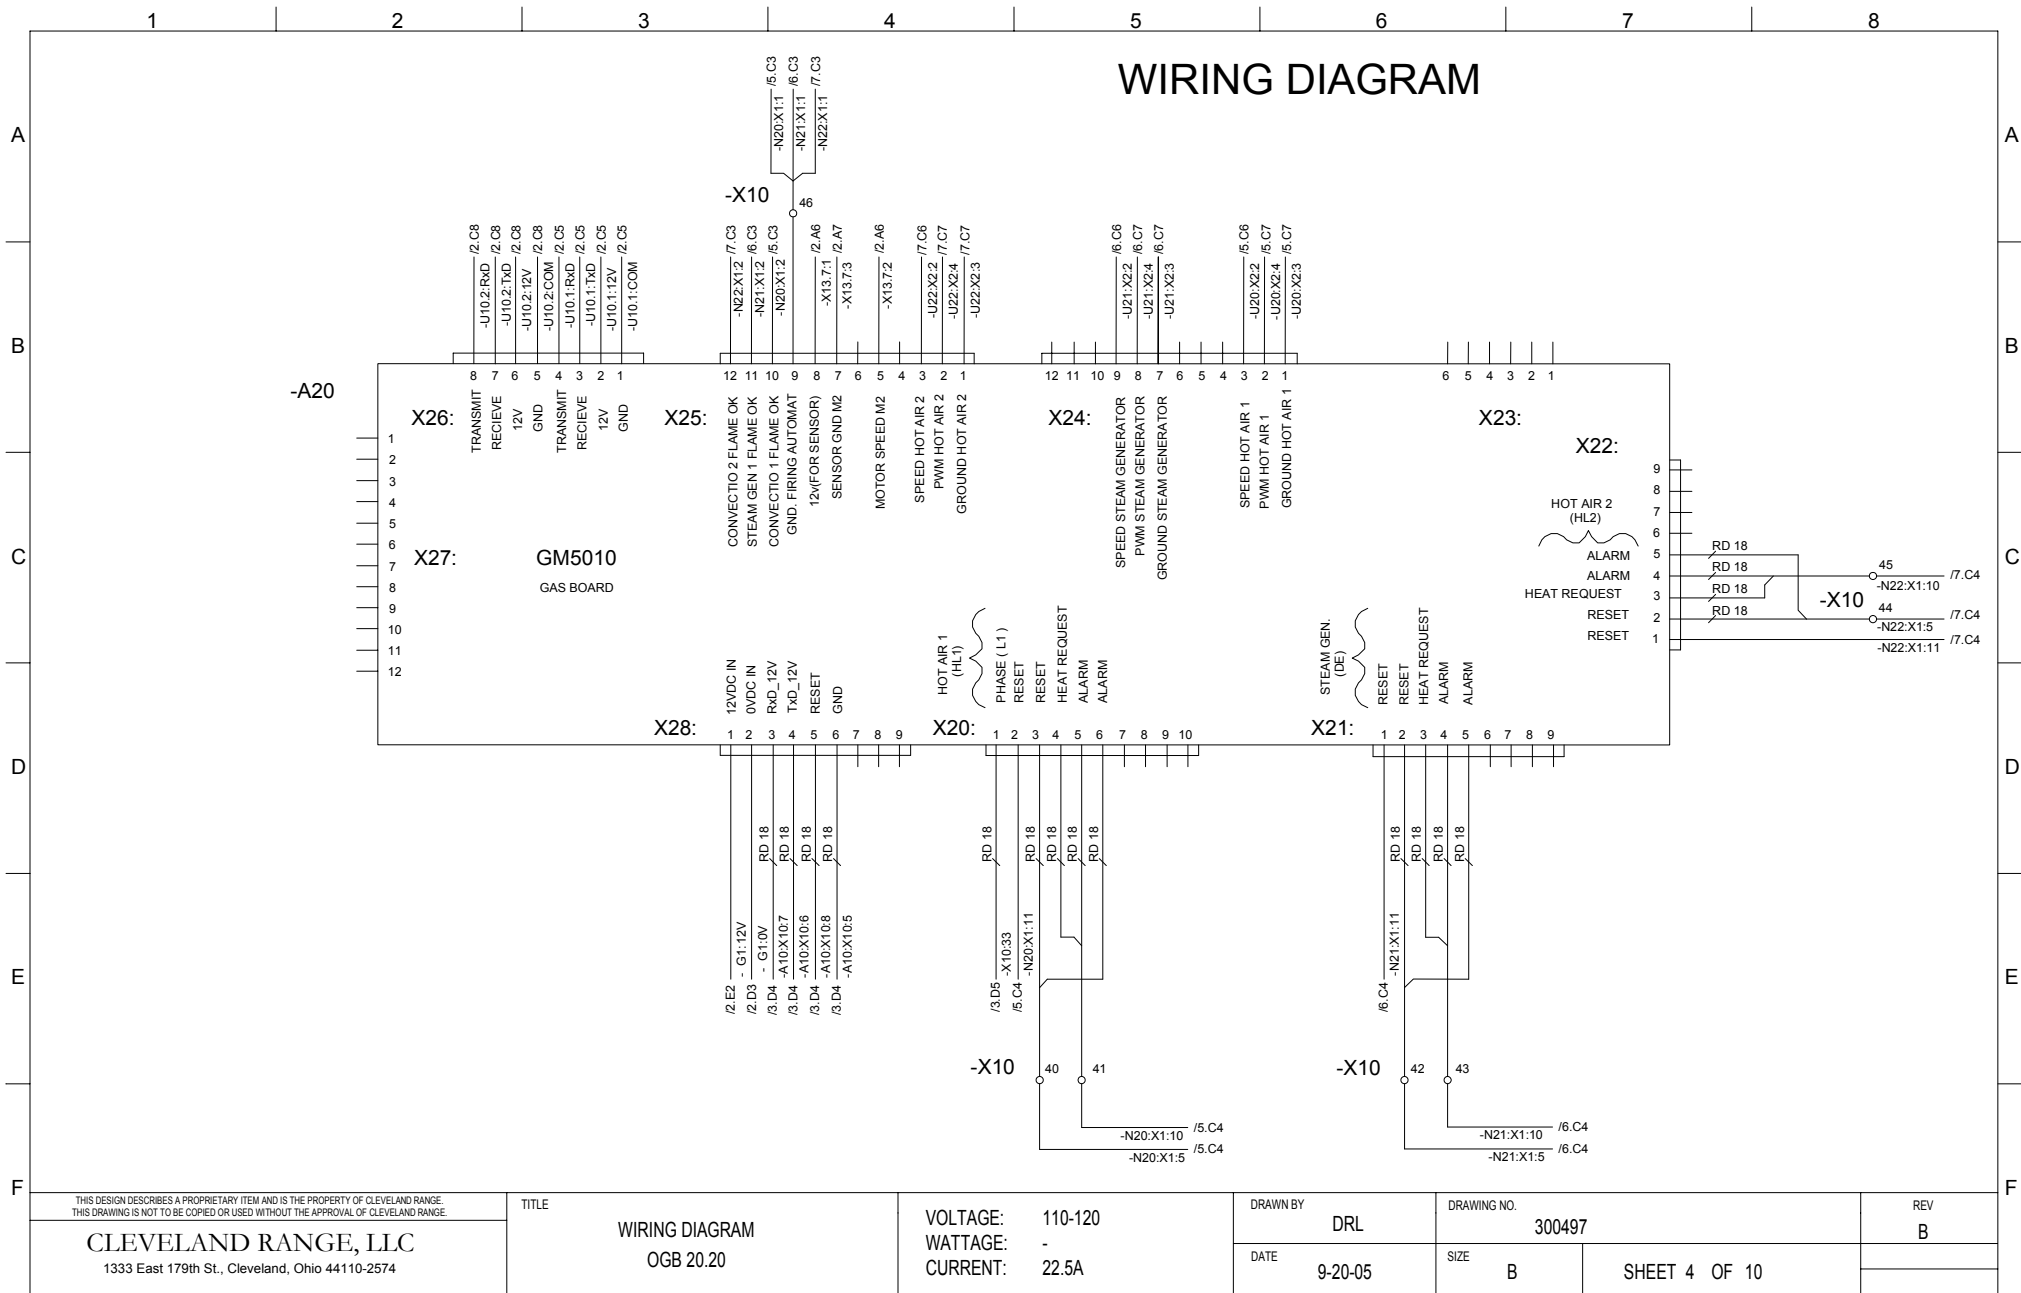 1 2 3 4 5 6 7 8
WIRING DIAGRAM
A A
B B
C C
D D
E E
F F
/5.C3
-N20:X1:1
/6.C3
-N21:X1:1
/7.C3
-N22:X1:1
-X10
46
/2.C8
-U10.2:RxD
/2.C8
-U10.2:TxD
/2.C8
-U10.2:12V
/2.C8
-U10.2:COM
/2.C5
-U10.1:RxD
/2.C5
-U10.1:TxD
/2.C5
-U10.1:12V
/2.C5
-U10.1:COM
/7.C3
-N22:X1:2
/6.C3
-N21:X1:2
/5.C3
-N20:X1:2
/2.A6
-X13.7:1
/2.A7
-X13.7:3
/2.A6
-X13.7:2
/7.C6
-U22:X2:2
/7.C7
-U22:X2:4
/7.C7
-U22:X2:3
/6.C6
-U21:X2:2
/6.C7
-U21:X2:4
/6.C7
-U21:X2:3
/5.C6
-U20:X2:2
/5.C7
-U20:X2:4
/5.C7
-U20:X2:3
-A20
X26:
8 7 6 5 4 3 2 1
TRANSMIT
RECIEVE
12V
GND
TRANSMIT
RECIEVE
12V
GND
X25:
12 11 10 9 8 7 6 5 4 3 2 1
CONVECTIO 2 FLAME OK
STEAM GEN 1 FLAME OK
CONVECTIO 1 FLAME OK
GND. FIRING AUTOMAT
12v(FOR SENSOR)
SENSOR GND M2
MOTOR SPEED M2
SPEED HOT AIR 2
PWM HOT AIR 2
GROUND HOT AIR 2
X24:
12 11 10 9 8 7 6 5 4 3 2 1
SPEED STEAM GENERATOR
PWM STEAM GENERATOR
GROUND STEAM GENERATOR
SPEED HOT AIR 1
PWM HOT AIR 1
GROUND HOT AIR 1
X23:
6 5 4 3 2 1
X22:
9
8
7
6
5
4
3
2
1
HOT AIR 2
(HL2)
ALARM
ALARM
HEAT REQUEST
RESET
RESET
RD 18
RD 18
RD 18
RD 18
-X10
45
-N22:X1:10
/7.C4
44
-N22:X1:5
/7.C4
-N22:X1:11
/7.C4
X27:
1
2
3
4
5
6
7
8
9
10
11
12
GM5010
GAS BOARD
X28:
12VDC IN
0VDC IN
RxD_12V
TxD_12V
RESET
GND
1 2 3 4 5 6 7 8 9
RD 18
RD 18
RD 18
RD 18
- G1:12V
- G1:0V
-A10:X10:7
-A10:X10:6
-A10:X10:8
-A10:X10:5
/2.E2
/2.D3
/3.D4
/3.D4
/3.D4
/3.D4
X20:
HOT AIR 1
(HL1)
PHASE ( L1 )
RESET
RESET
HEAT REQUEST
ALARM
ALARM
1 2 3 4 5 6 7 8 9 10
RD 18
RD 18
RD 18
RD 18
RD 18
-X10:33
-N20:X1:11
/3.D5
/5.C4
-X10
40
41
-N20:X1:10
/5.C4
-N20:X1:5
/5.C4
X21:
STEAM GEN.
(DE)
RESET
RESET
HEAT REQUEST
ALARM
ALARM
1 2 3 4 5 6 7 8 9
RD 18
RD 18
RD 18
RD 18
-N21:X1:11
/6.C4
-X10
42
43
-N21:X1:10
/6.C4
-N21:X1:5
/6.C4
THIS DESIGN DESCRIBES A PROPRIETARY ITEM AND IS THE PROPERTY OF CLEVELAND RANGE.
THIS DRAWING IS NOT TO BE COPIED OR USED WITHOUT THE APPROVAL OF CLEVELAND RANGE.
CLEVELAND RANGE, LLC
1333 East 179th St., Cleveland, Ohio 44110-2574
TITLE
WIRING DIAGRAM
OGB 20.20
VOLTAGE: 110-120
WATTAGE: -
CURRENT: 22.5A
DRAWN BY
DRL
DATE
9-20-05
DRAWING NO.
300497
SIZE
B
SHEET 4 OF 10
REV
B